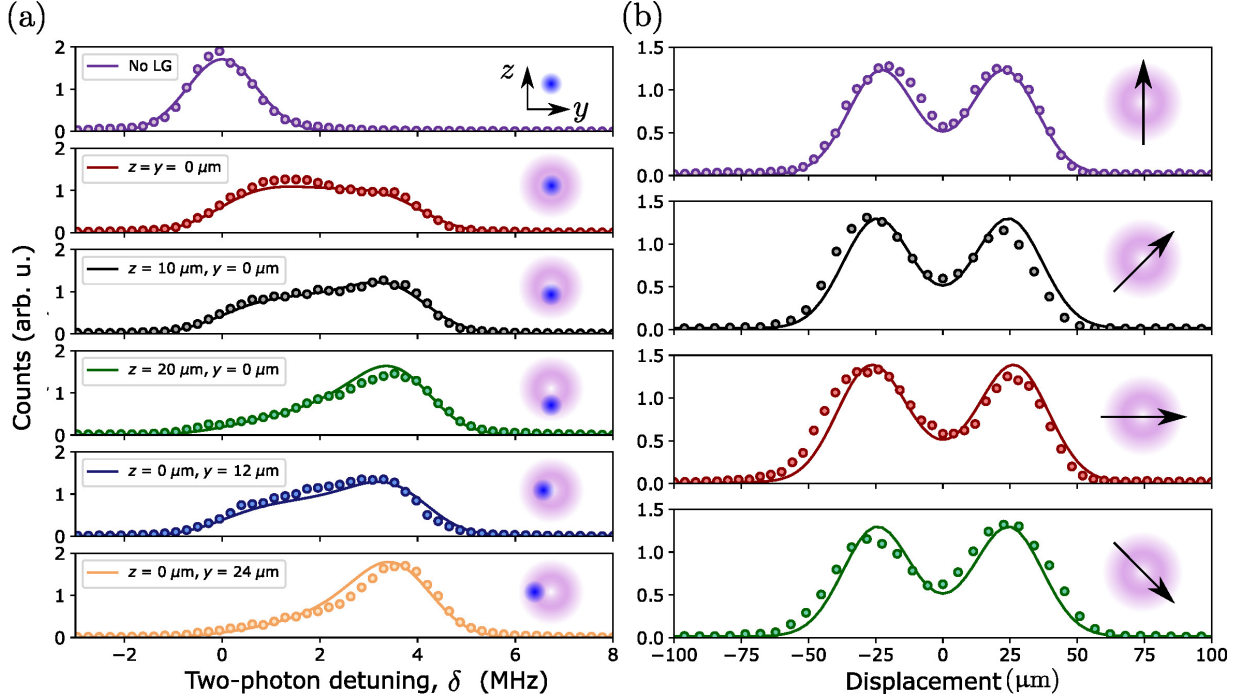 (a)
(b)
Counts (arb. u.)
2
1
0
No LG
z
y
2
1
0
z = y = 0 μm
2
1
0
z = 10 μm, y = 0 μm
2
1
0
z = 20 μm, y = 0 μm
2
1
0
z = 0 μm, y = 12 μm
2
1
0
z = 0 μm, y = 24 μm
−2 0 2 4 6 8
Two-photon detuning, δ (MHz)
1.5
1.0
0.5
0.0
1.5
1.0
0.5
0.0
1.5
1.0
0.5
0.0
1.5
1.0
0.5
0.0
−100 −75 −50 −25 0 25 50 75 100
Displacement (μm)